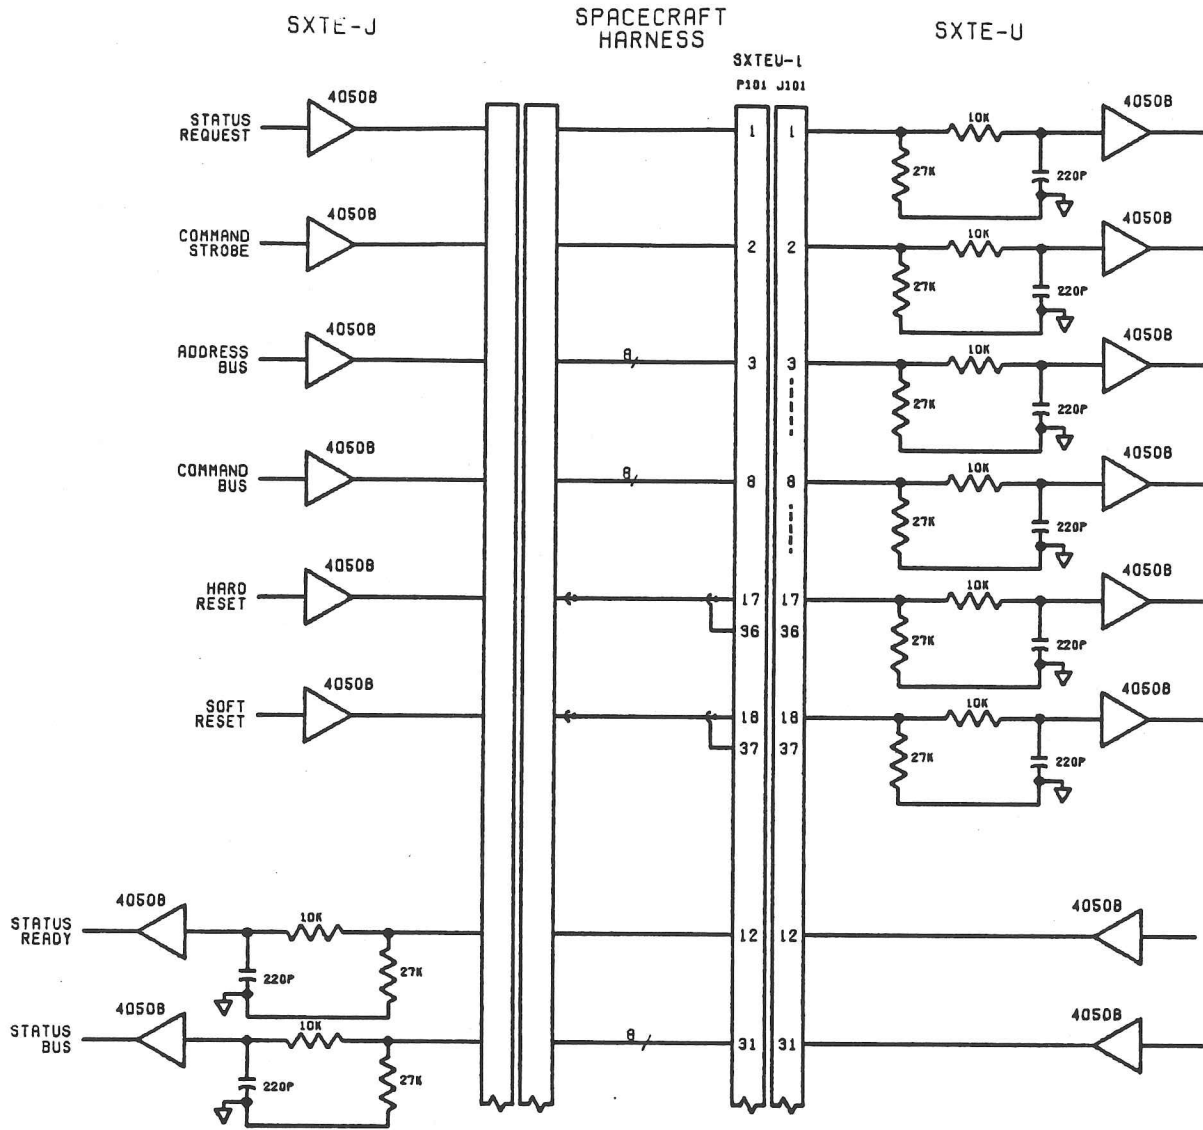 SXTE-J
SPACECRAFT
HARNESS
SXTE-U
SXTEU-1
P101 J101
STATUS
REQUEST
4050B
1
1
10K
27K
220P
4050B
COMMAND
STROBE
4050B
2
2
10K
27K
220P
4050B
ADDRESS
BUS
4050B
8/
3
3
10K
27K
220P
4050B
COMMAND
BUS
4050B
8/
8
8
10K
27K
220P
4050B
HARD
RESET
4050B
17
17
36
36
10K
27K
220P
4050B
SOFT
RESET
4050B
18
18
37
37
10K
27K
220P
4050B
STATUS
READY
4050B
10K
220P
27K
12
12
4050B
STATUS
BUS
4050B
10K
220P
27K
8/
31
31
4050B